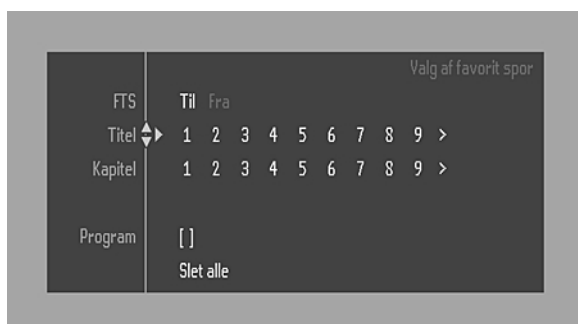 Valg af favorit spor
FTS Til Fra
Titel 1 2 3 4 5 6 7 8 9 >
Kapitel 1 2 3 4 5 6 7 8 9 >
Program [ ]
Slet alle